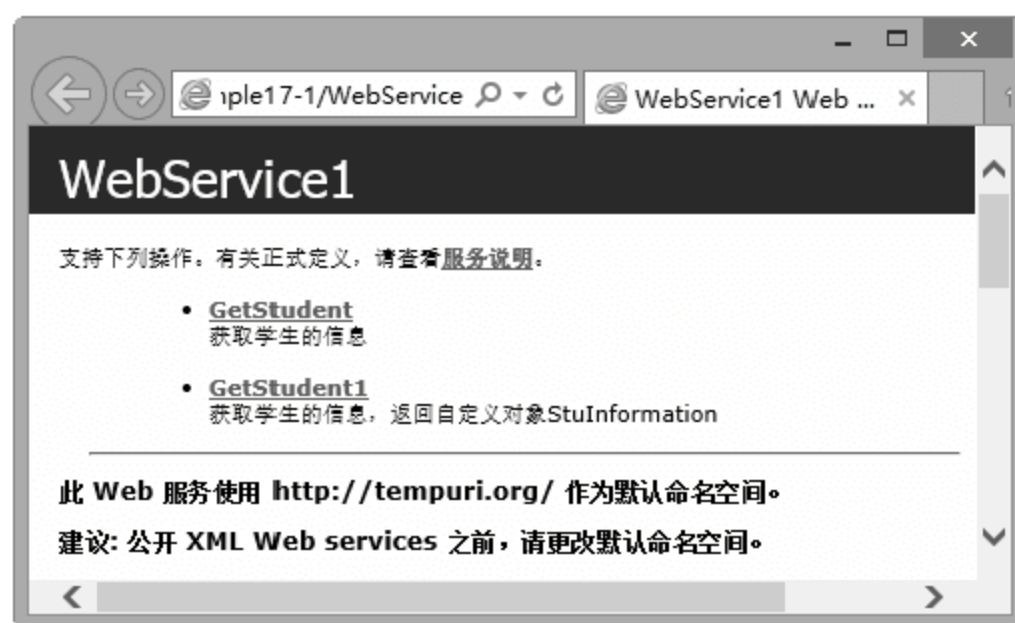 ıple17-1/WebService
WebService1 Web ...
WebService1
支持下列操作。有关正式定义，请查看服务说明。
GetStudent
获取学生的信息
GetStudent1
获取学生的信息，返回自定义对象StuInformation
此 Web 服务使用 http://tempuri.org/ 作为默认命名空间。
建议: 公开 XML Web services 之前，请更改默认命名空间。